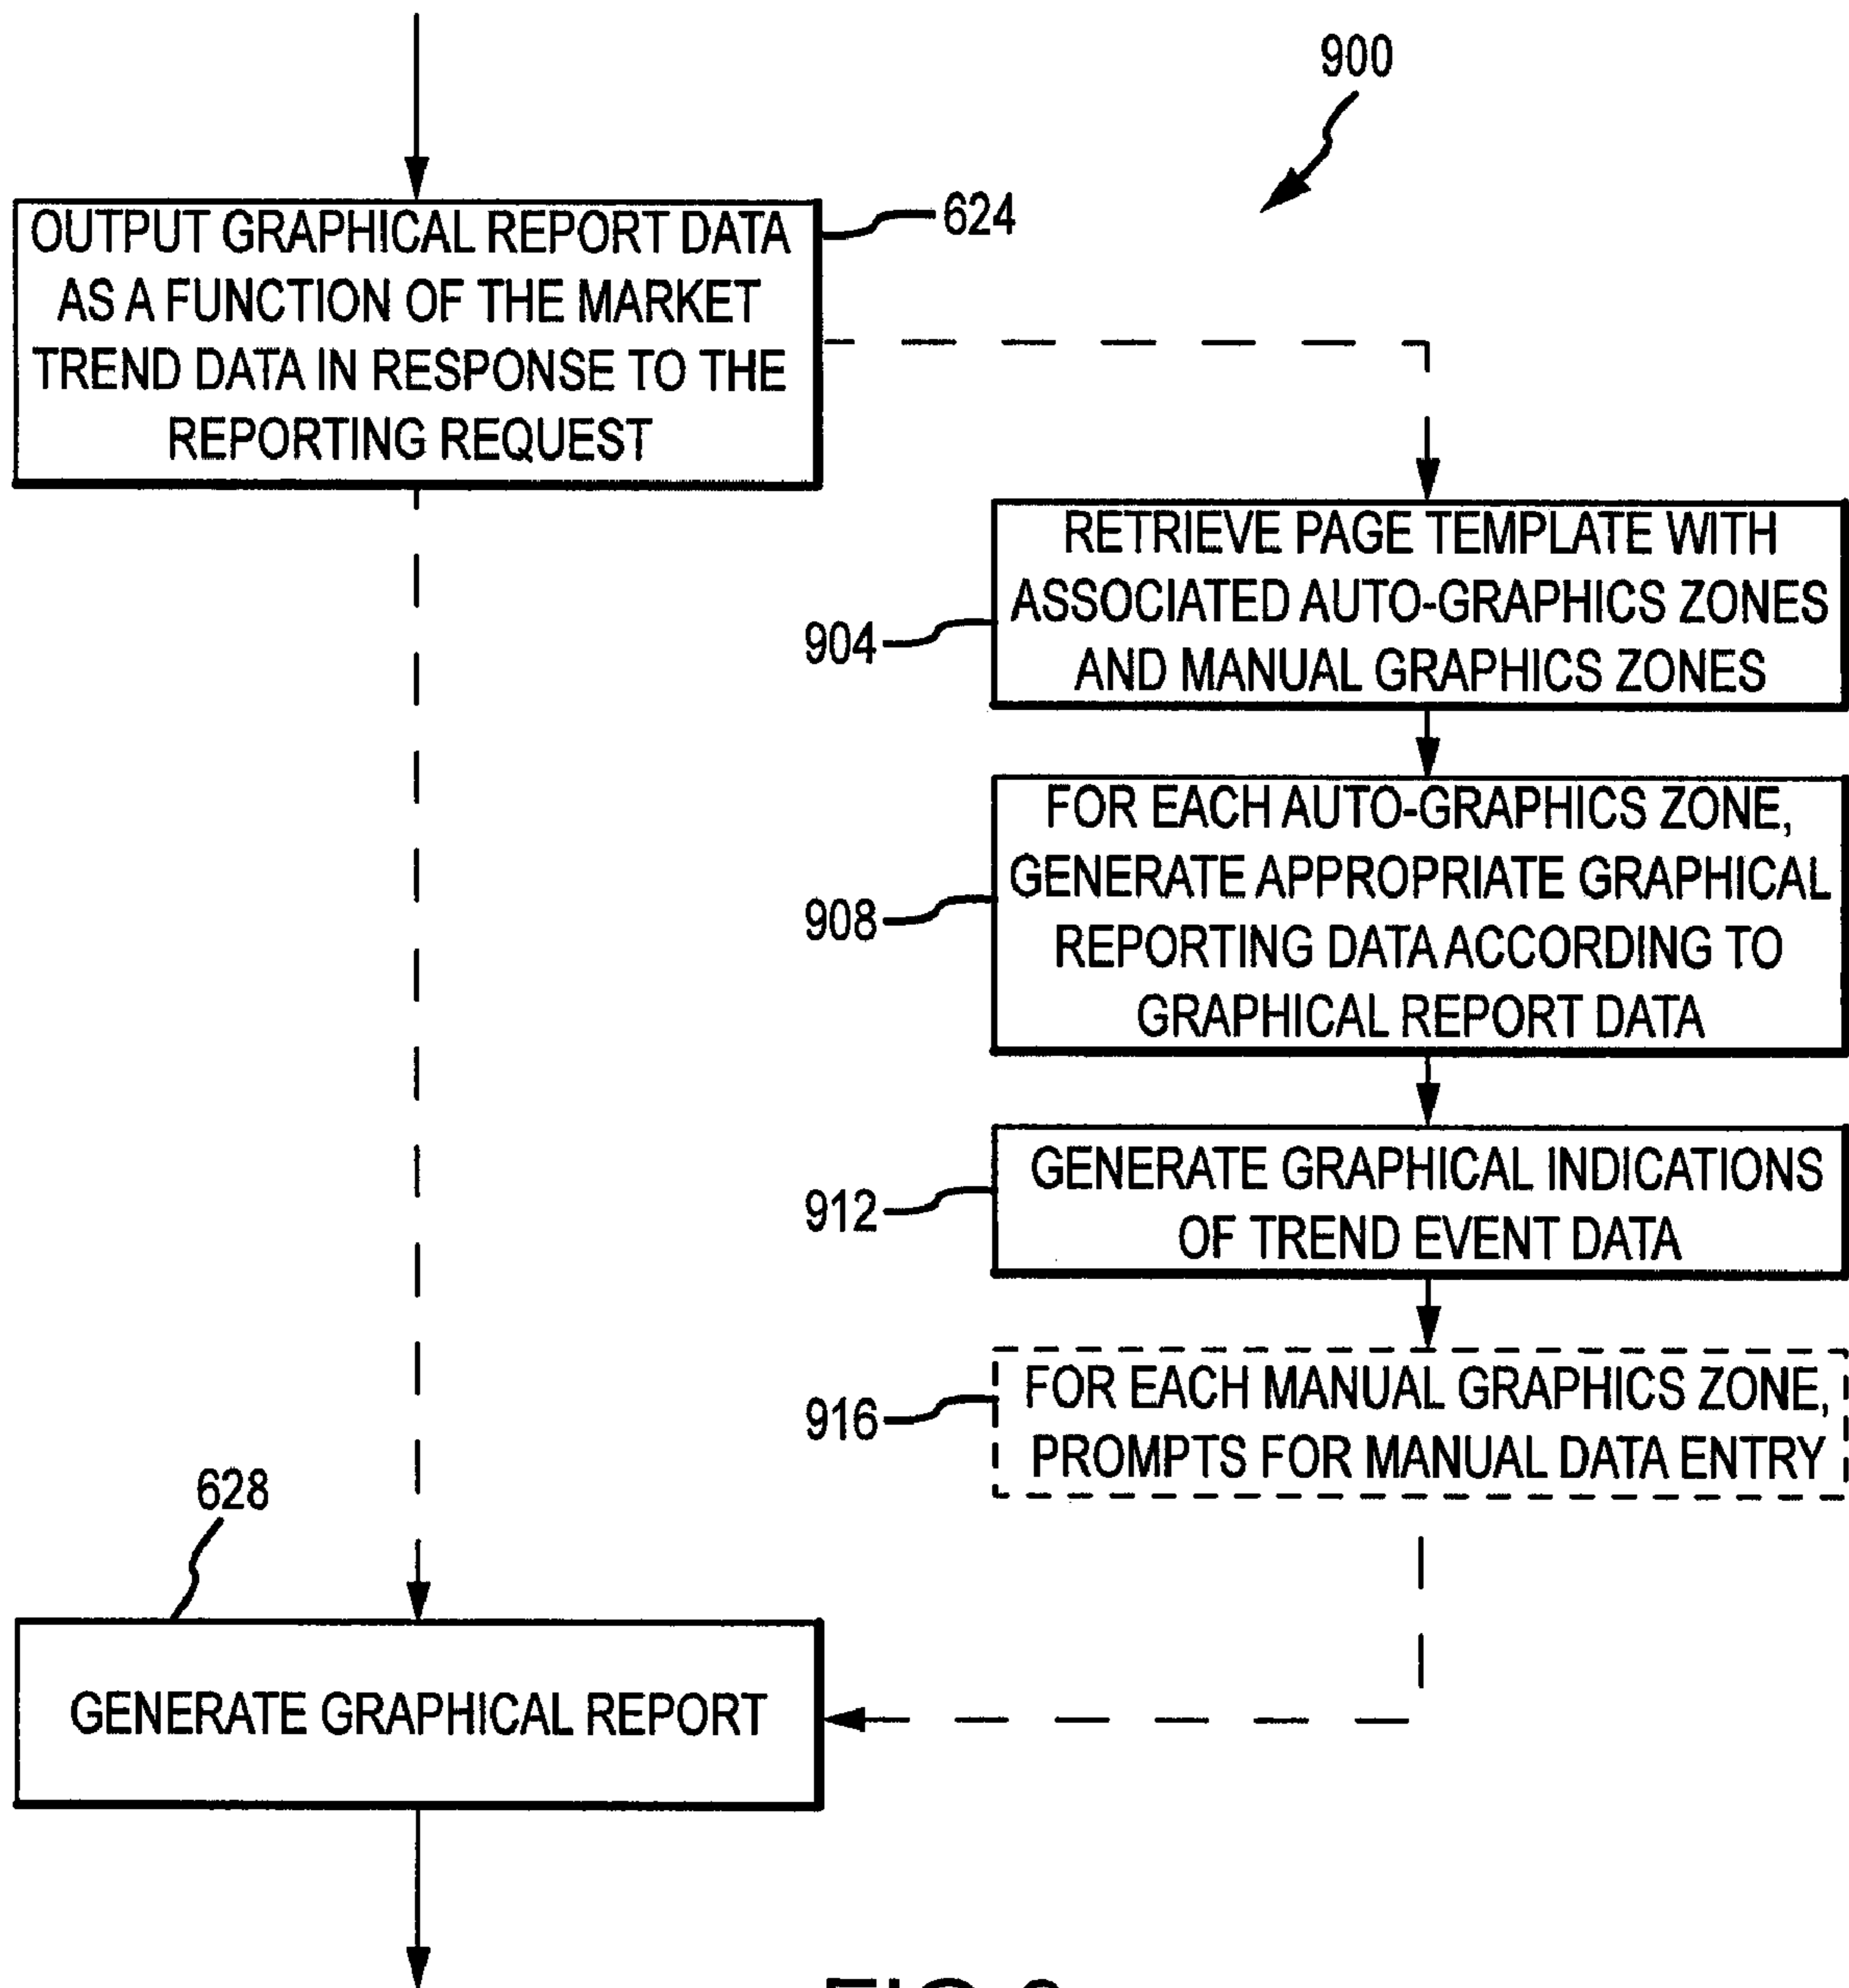 900
OUTPUT GRAPHICAL REPORT DATA
AS A FUNCTION OF THE MARKET
TREND DATA IN RESPONSE TO THE
REPORTING REQUEST
624
RETRIEVE PAGE TEMPLATE WITH
ASSOCIATED AUTO-GRAPHICS ZONES
AND MANUAL GRAPHICS ZONES
904
FOR EACH AUTO-GRAPHICS ZONE,
GENERATE APPROPRIATE GRAPHICAL
REPORTING DATA ACCORDING TO
GRAPHICAL REPORT DATA
908
GENERATE GRAPHICAL INDICATIONS
OF TREND EVENT DATA
912
FOR EACH MANUAL GRAPHICS ZONE,
PROMPTS FOR MANUAL DATA ENTRY
916
628
GENERATE GRAPHICAL REPORT